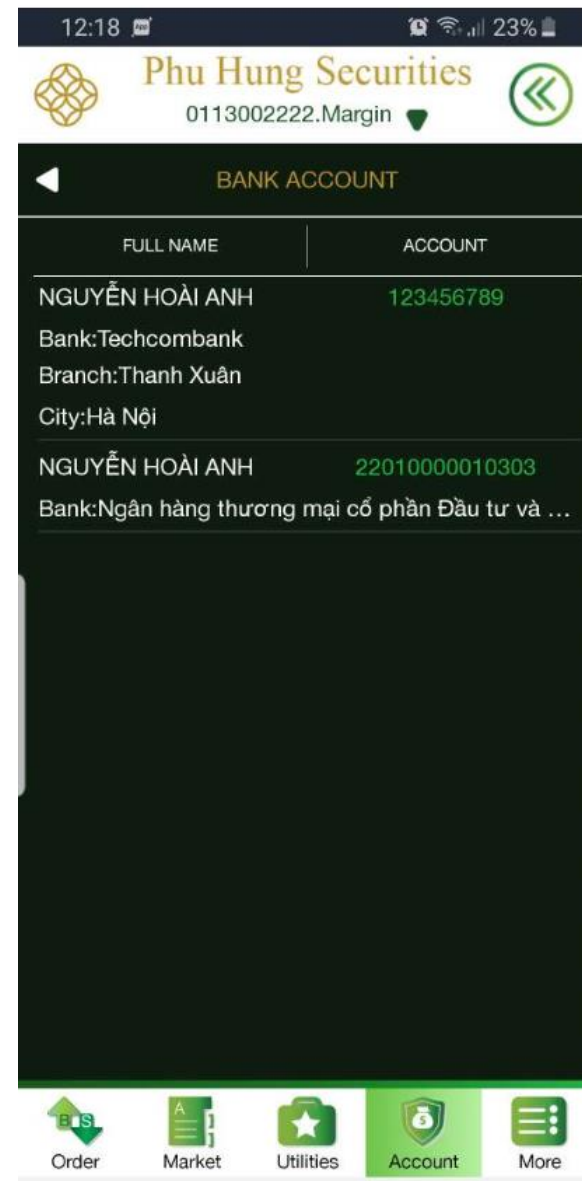 12:18 23%
Phu Hung Securities
0113002222.Margin
BANK ACCOUNT
FULL NAME ACCOUNT
NGUYỄN HOÀI ANH 123456789
Bank:Techcombank
Branch:Thanh Xuân
City:Hà Nội
NGUYỄN HOÀI ANH 22010000010303
Bank:Ngân hàng thương mại cổ phần Đầu tư và ...
B S A
Order Market Utilities Account More